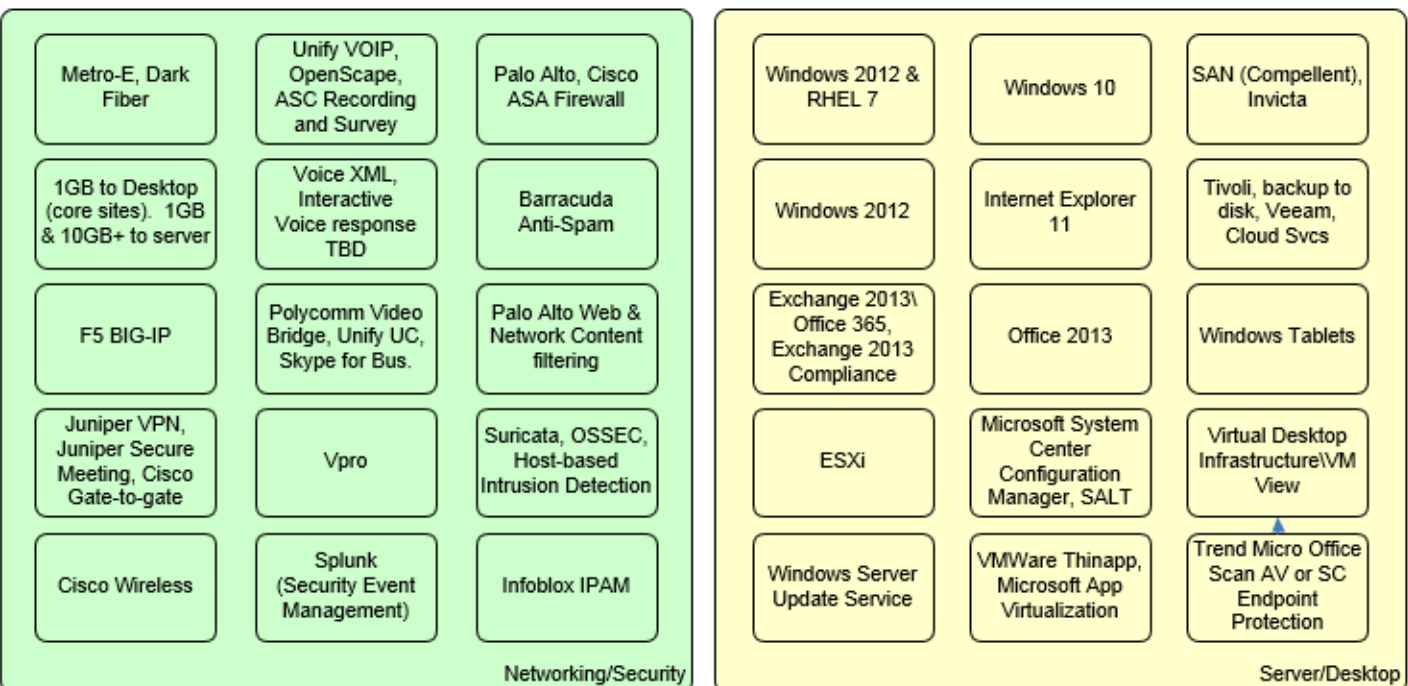 Metro-E, Dark
Fiber
Unify VOIP,
OpenScape,
ASC Recording
and Survey
Palo Alto, Cisco
ASA Firewall
1GB to Desktop
(core sites).  1GB
& 10GB+ to server
Voice XML,
Interactive
Voice response
TBD
Barracuda
Anti-Spam
F5 BIG-IP
Polycomm Video
Bridge, Unify UC,
Skype for Bus.
Palo Alto Web &
Network Content
filtering
Juniper VPN,
Juniper Secure
Meeting, Cisco
Gate-to-gate
Vpro
Suricata, OSSEC,
Host-based
Intrusion Detection
Cisco Wireless
Splunk
(Security Event
Management)
Infoblox IPAM
Networking/Security
Windows 2012 &
RHEL 7
Windows 10
SAN (Compellent),
Invicta
Windows 2012
Internet Explorer
11
Tivoli, backup to
disk, Veeam,
Cloud Svcs
Exchange 2013\
Office 365,
Exchange 2013
Compliance
Office 2013
Windows Tablets
ESXi
Microsoft System
Center
Configuration
Manager, SALT
Virtual Desktop
Infrastructure\VM
View
Windows Server
Update Service
VMWare Thinapp,
Microsoft App
Virtualization
Trend Micro Office
Scan AV or SC
Endpoint
Protection
Server/Desktop